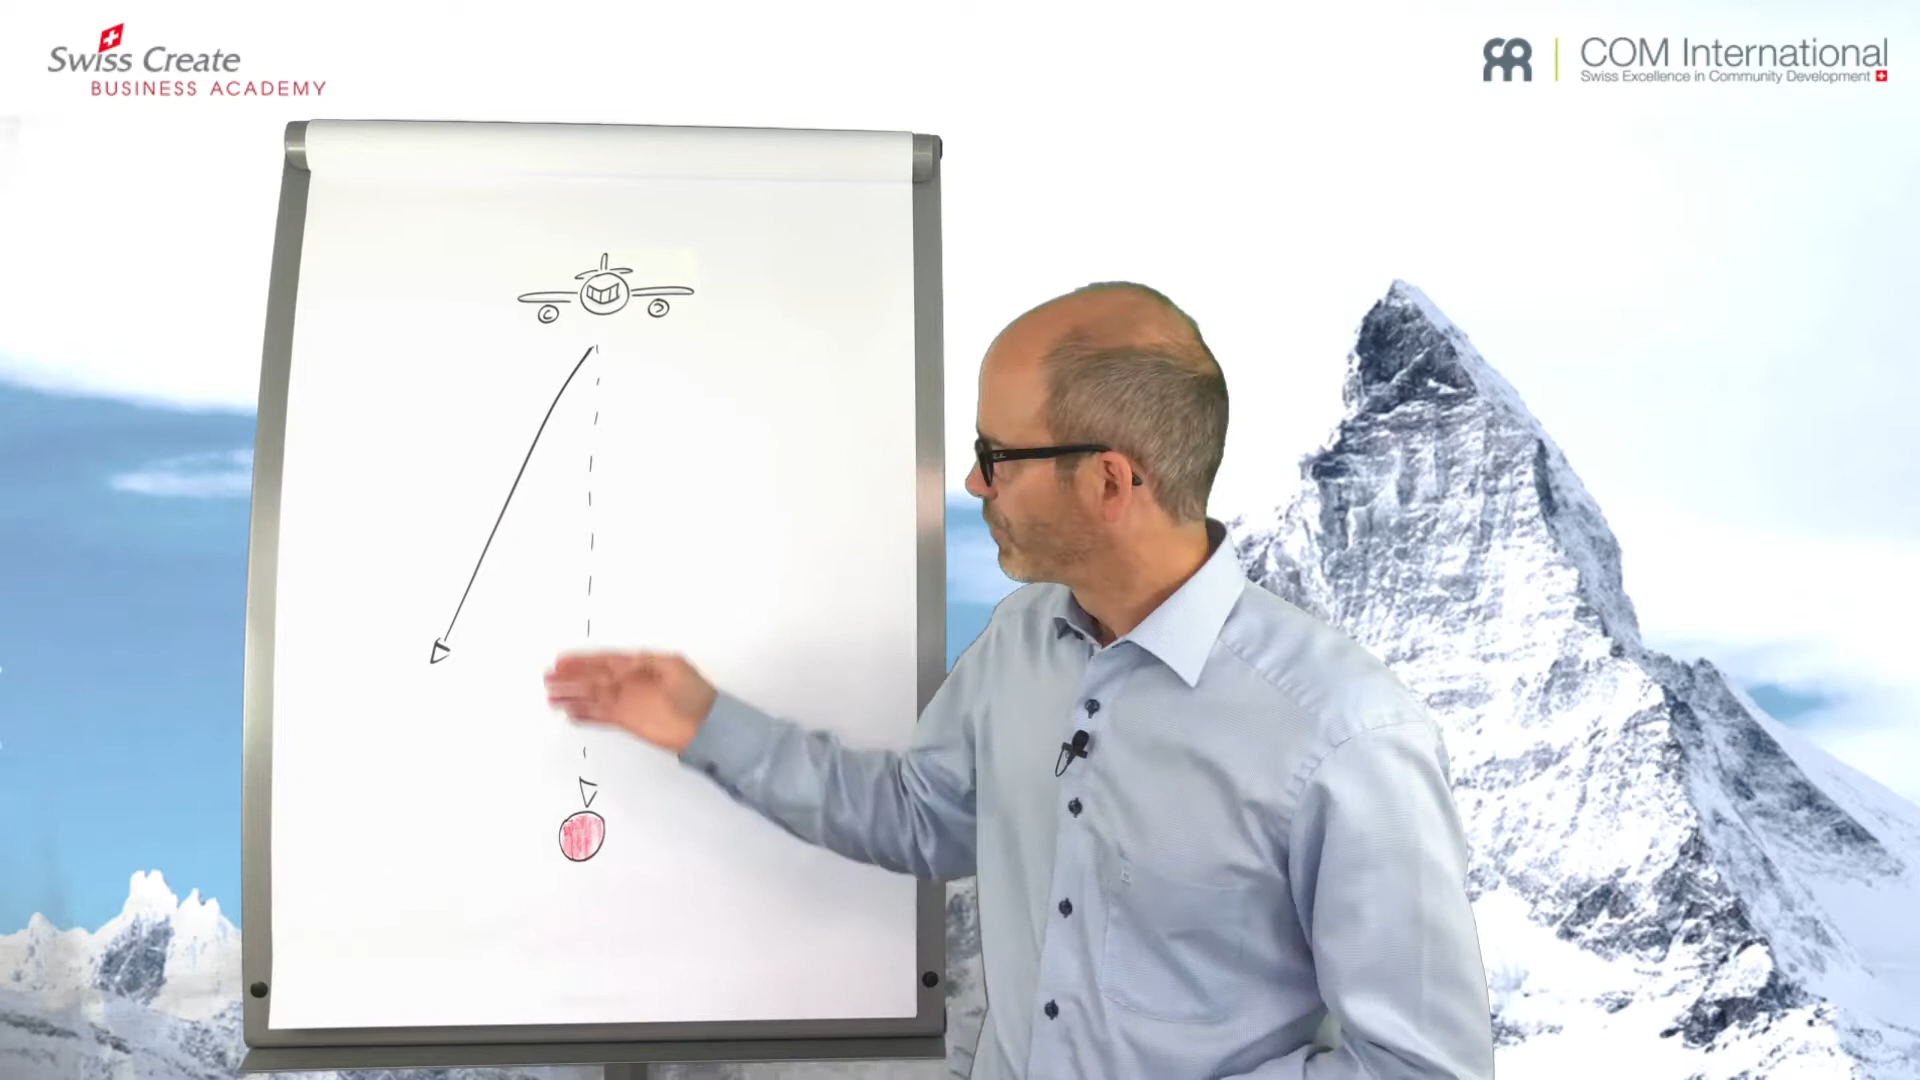 Swiss Create
BUSINESS ACADEMY
COM International
Swiss Excellence in Community Development